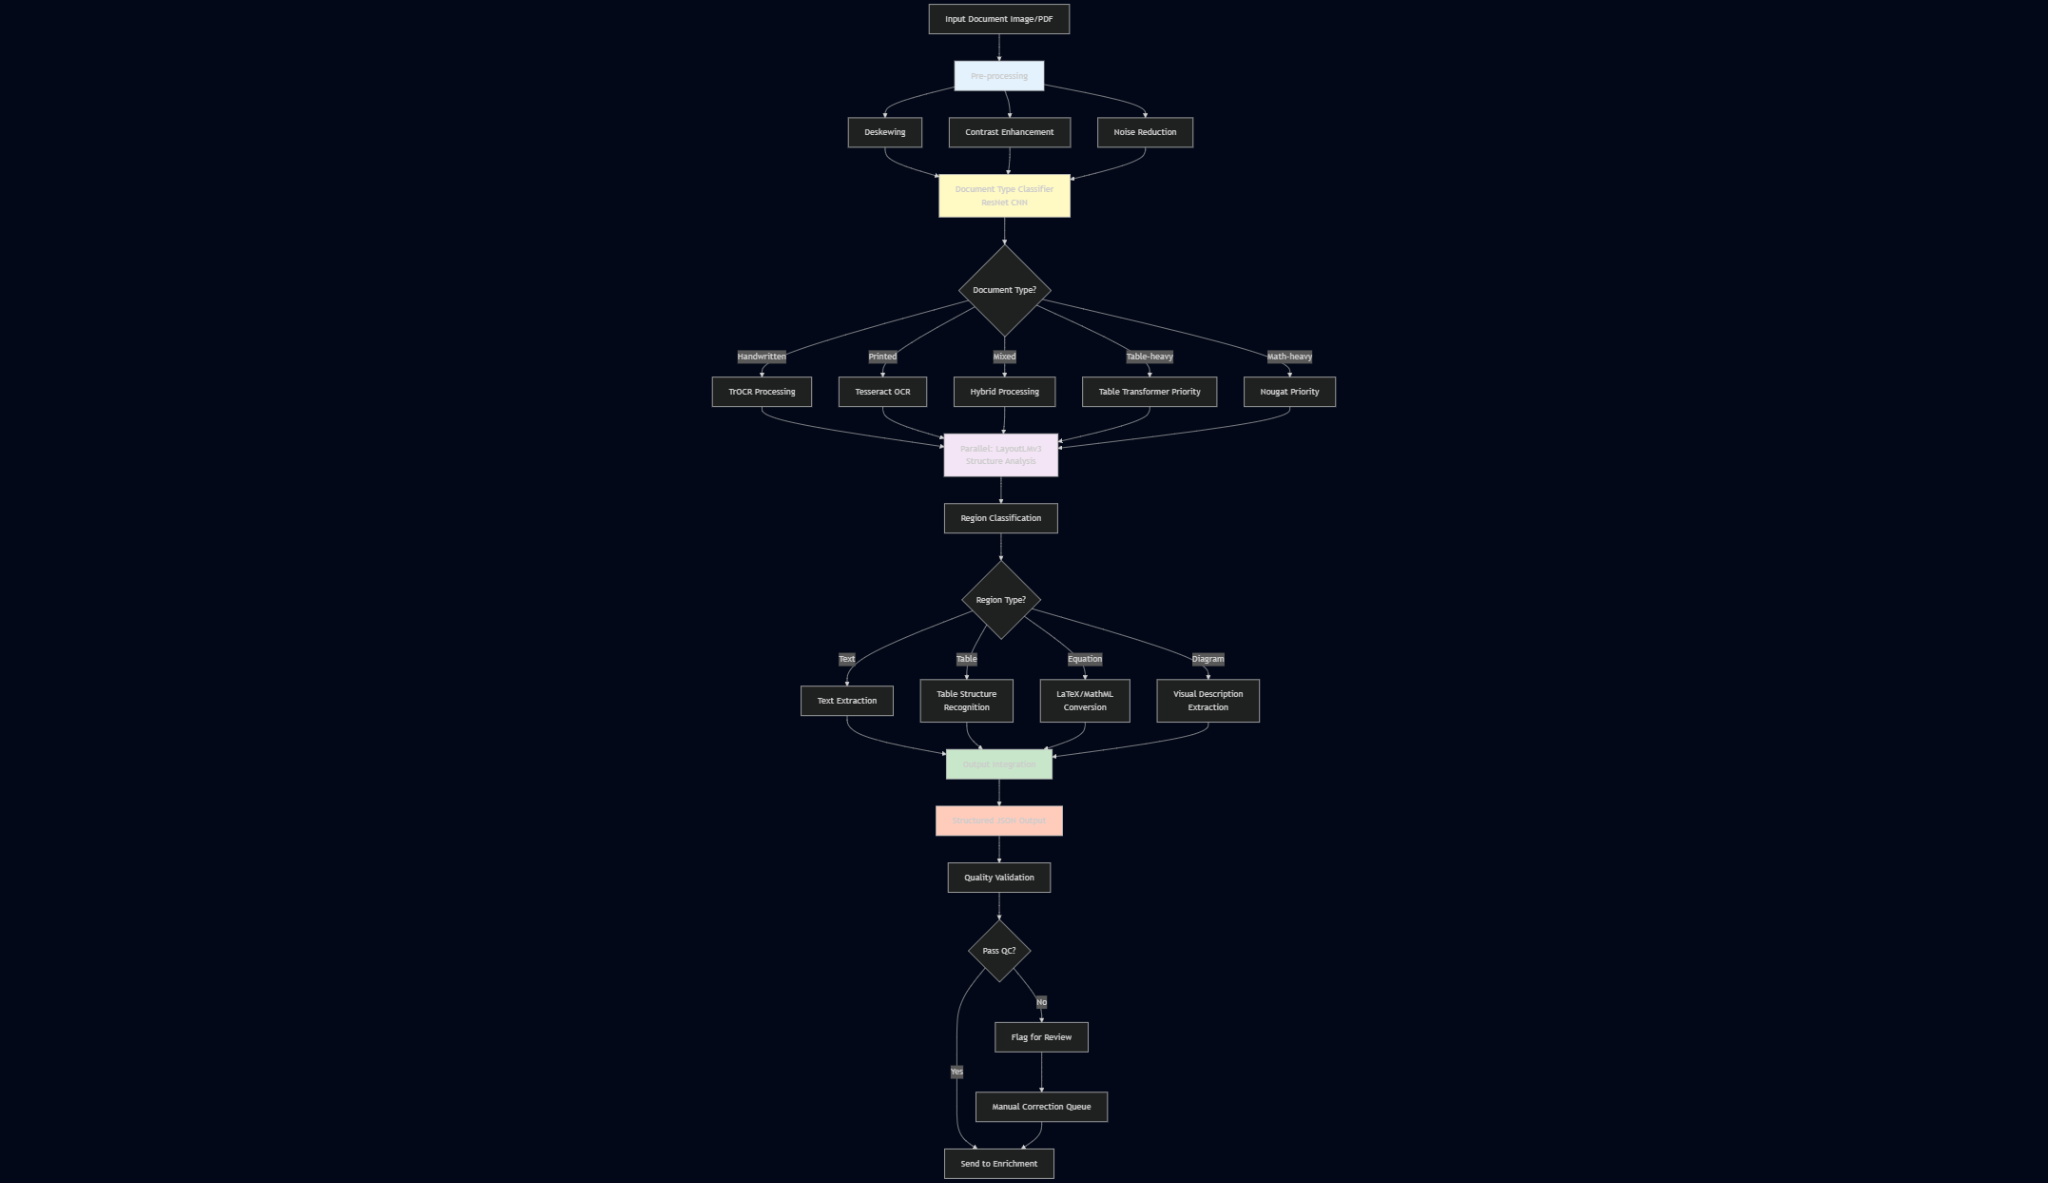 Input Document Image/PDF
Pre-processing
Deskewing
Contrast Enhancement
Noise Reduction
Document Type Classifier
ResNet CNN
Document Type?
Handwritten
Printed
Mixed
Table-heavy
Math-heavy
TrOCR Processing
Tesseract OCR
Hybrid Processing
Table Transformer Priority
Nougat Priority
Parallel: LayoutLMv3
Structure Analysis
Region Classification
Region Type?
Text
Table
Equation
Diagram
Text Extraction
Table Structure
Recognition
LaTeX/MathML
Conversion
Visual Description
Extraction
Output Integration
Structured JSON Output
Quality Validation
Pass QC?
No
Flag for Review
Yes
Manual Correction Queue
Send to Enrichment